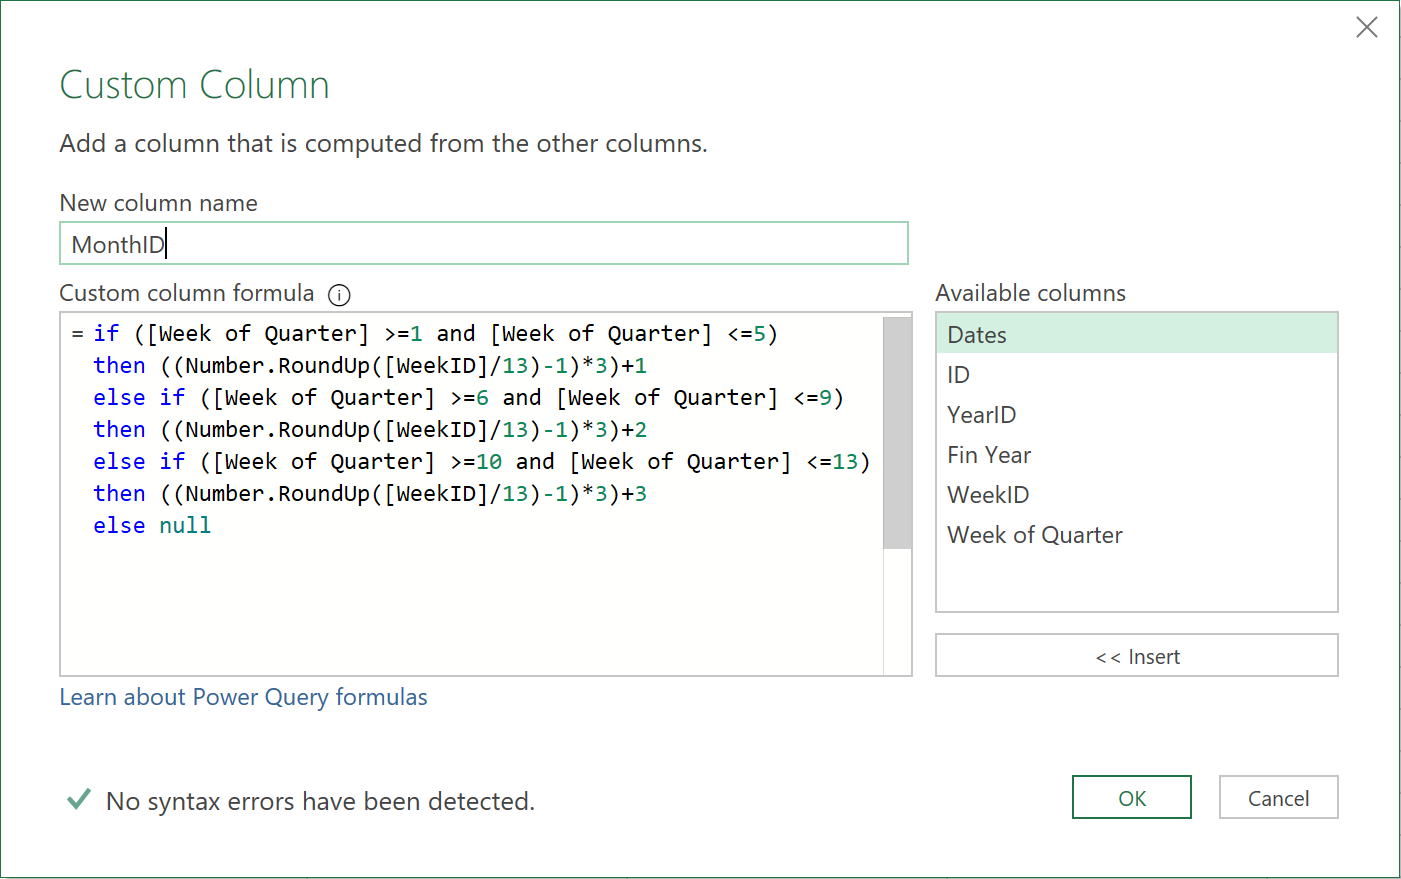 Custom Column
Add a column that is computed from the other columns.
New column name
MonthID
Custom column formula
= if ([Week of Quarter] >=1 and [Week of Quarter] <=5)
then ((Number.RoundUp([WeekID]/13)-1)*3)+1
else if ([Week of Quarter] >=6 and [Week of Quarter] <=9)
then ((Number.RoundUp([WeekID]/13)-1)*3)+2
else if ([Week of Quarter] >=10 and [Week of Quarter] <=13)
then ((Number.RoundUp([WeekID]/13)-1)*3)+3
else null
Available columns
Dates
ID
YearID
Fin Year
WeekID
Week of Quarter
<< Insert
Learn about Power Query formulas
No syntax errors have been detected.
OK
Cancel